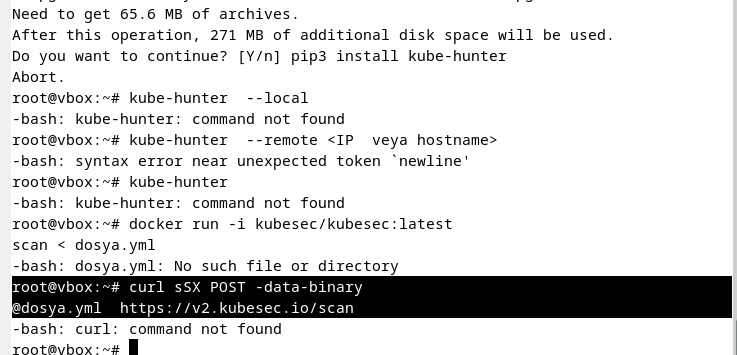 Need to get 65.6 MB of archives.
After this operation, 271 MB of additional disk space will be used.
Do you want to continue? [Y/n] pip3 install kube-hunter
Abort.
root@vbox:~# kube-hunter  --local
-bash: kube-hunter: command not found
root@vbox:~# kube-hunter  --remote <IP  veya hostname>
-bash: syntax error near unexpected token `newline'
root@vbox:~# kube-hunter
-bash: kube-hunter: command not found
root@vbox:~# docker run -i kubesec/kubesec:latest
scan < dosya.yml
-bash: dosya.yml: No such file or directory
root@vbox:~# curl sSX POST -data-binary
@dosya.yml  https://v2.kubesec.io/scan
-bash: curl: command not found
root@vbox:~#